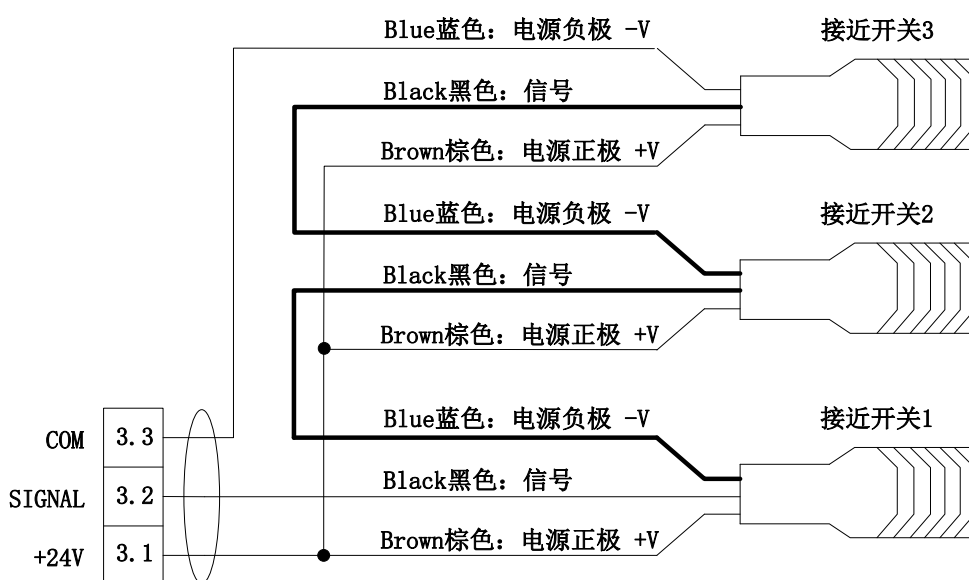 Blue蓝色：电源负极 -V
接近开关3
Black黑色：信号
Brown棕色：电源正极 +V
Blue蓝色：电源负极 -V
接近开关2
Black黑色：信号
Brown棕色：电源正极 +V
Blue蓝色：电源负极 -V
接近开关1
COM 3.3
Black黑色：信号
SIGNAL 3.2
Brown棕色：电源正极 +V
+24V 3.1